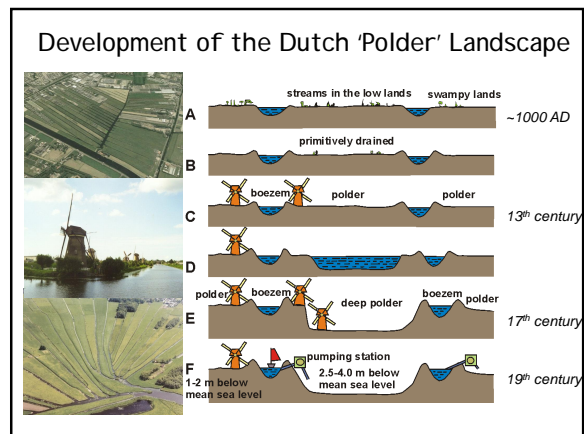 Development of the Dutch 'Polder' Landscape
streams in the low lands
swampy lands
A
~1000 AD
primitively drained
B
boezem
polder
polder
C
13th century
D
polder
boezem
deep polder
boezem
polder
E
17th century
pumping station
F
2.5-4.0 m below
mean sea level
1-2 m below
mean sea level
19th century